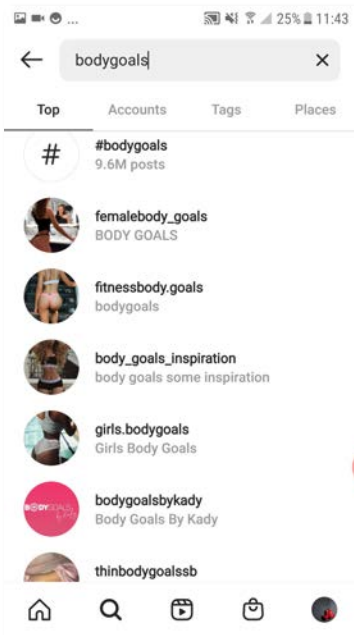 25% 11:43
bodygoals
Top Accounts Tags Places
#
#bodygoals
9.6M posts
femalebody_goals
BODY GOALS
fitnessbody.goals
bodygoals
body_goals_inspiration
body goals some inspiration
girls.bodygoals
Girls Body Goals
BODYGOALS
bodygoalsbykady
Body Goals By Kady
thinbodygoalssb